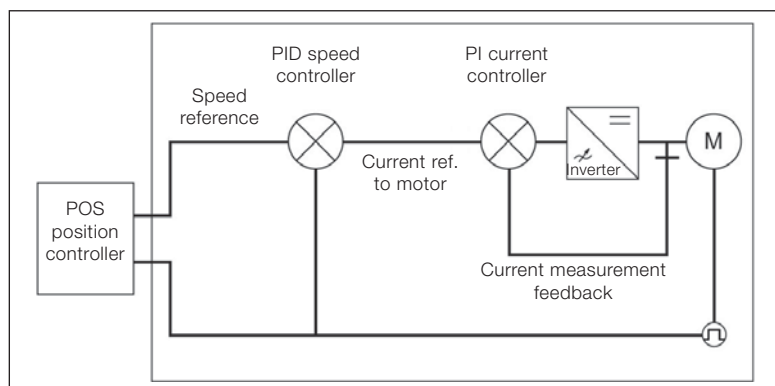 PID speed
controller
PI current
controller
Speed
reference
M
Inverter
Current ref.
to motor
POS
position
controller
Current measurement
feedback